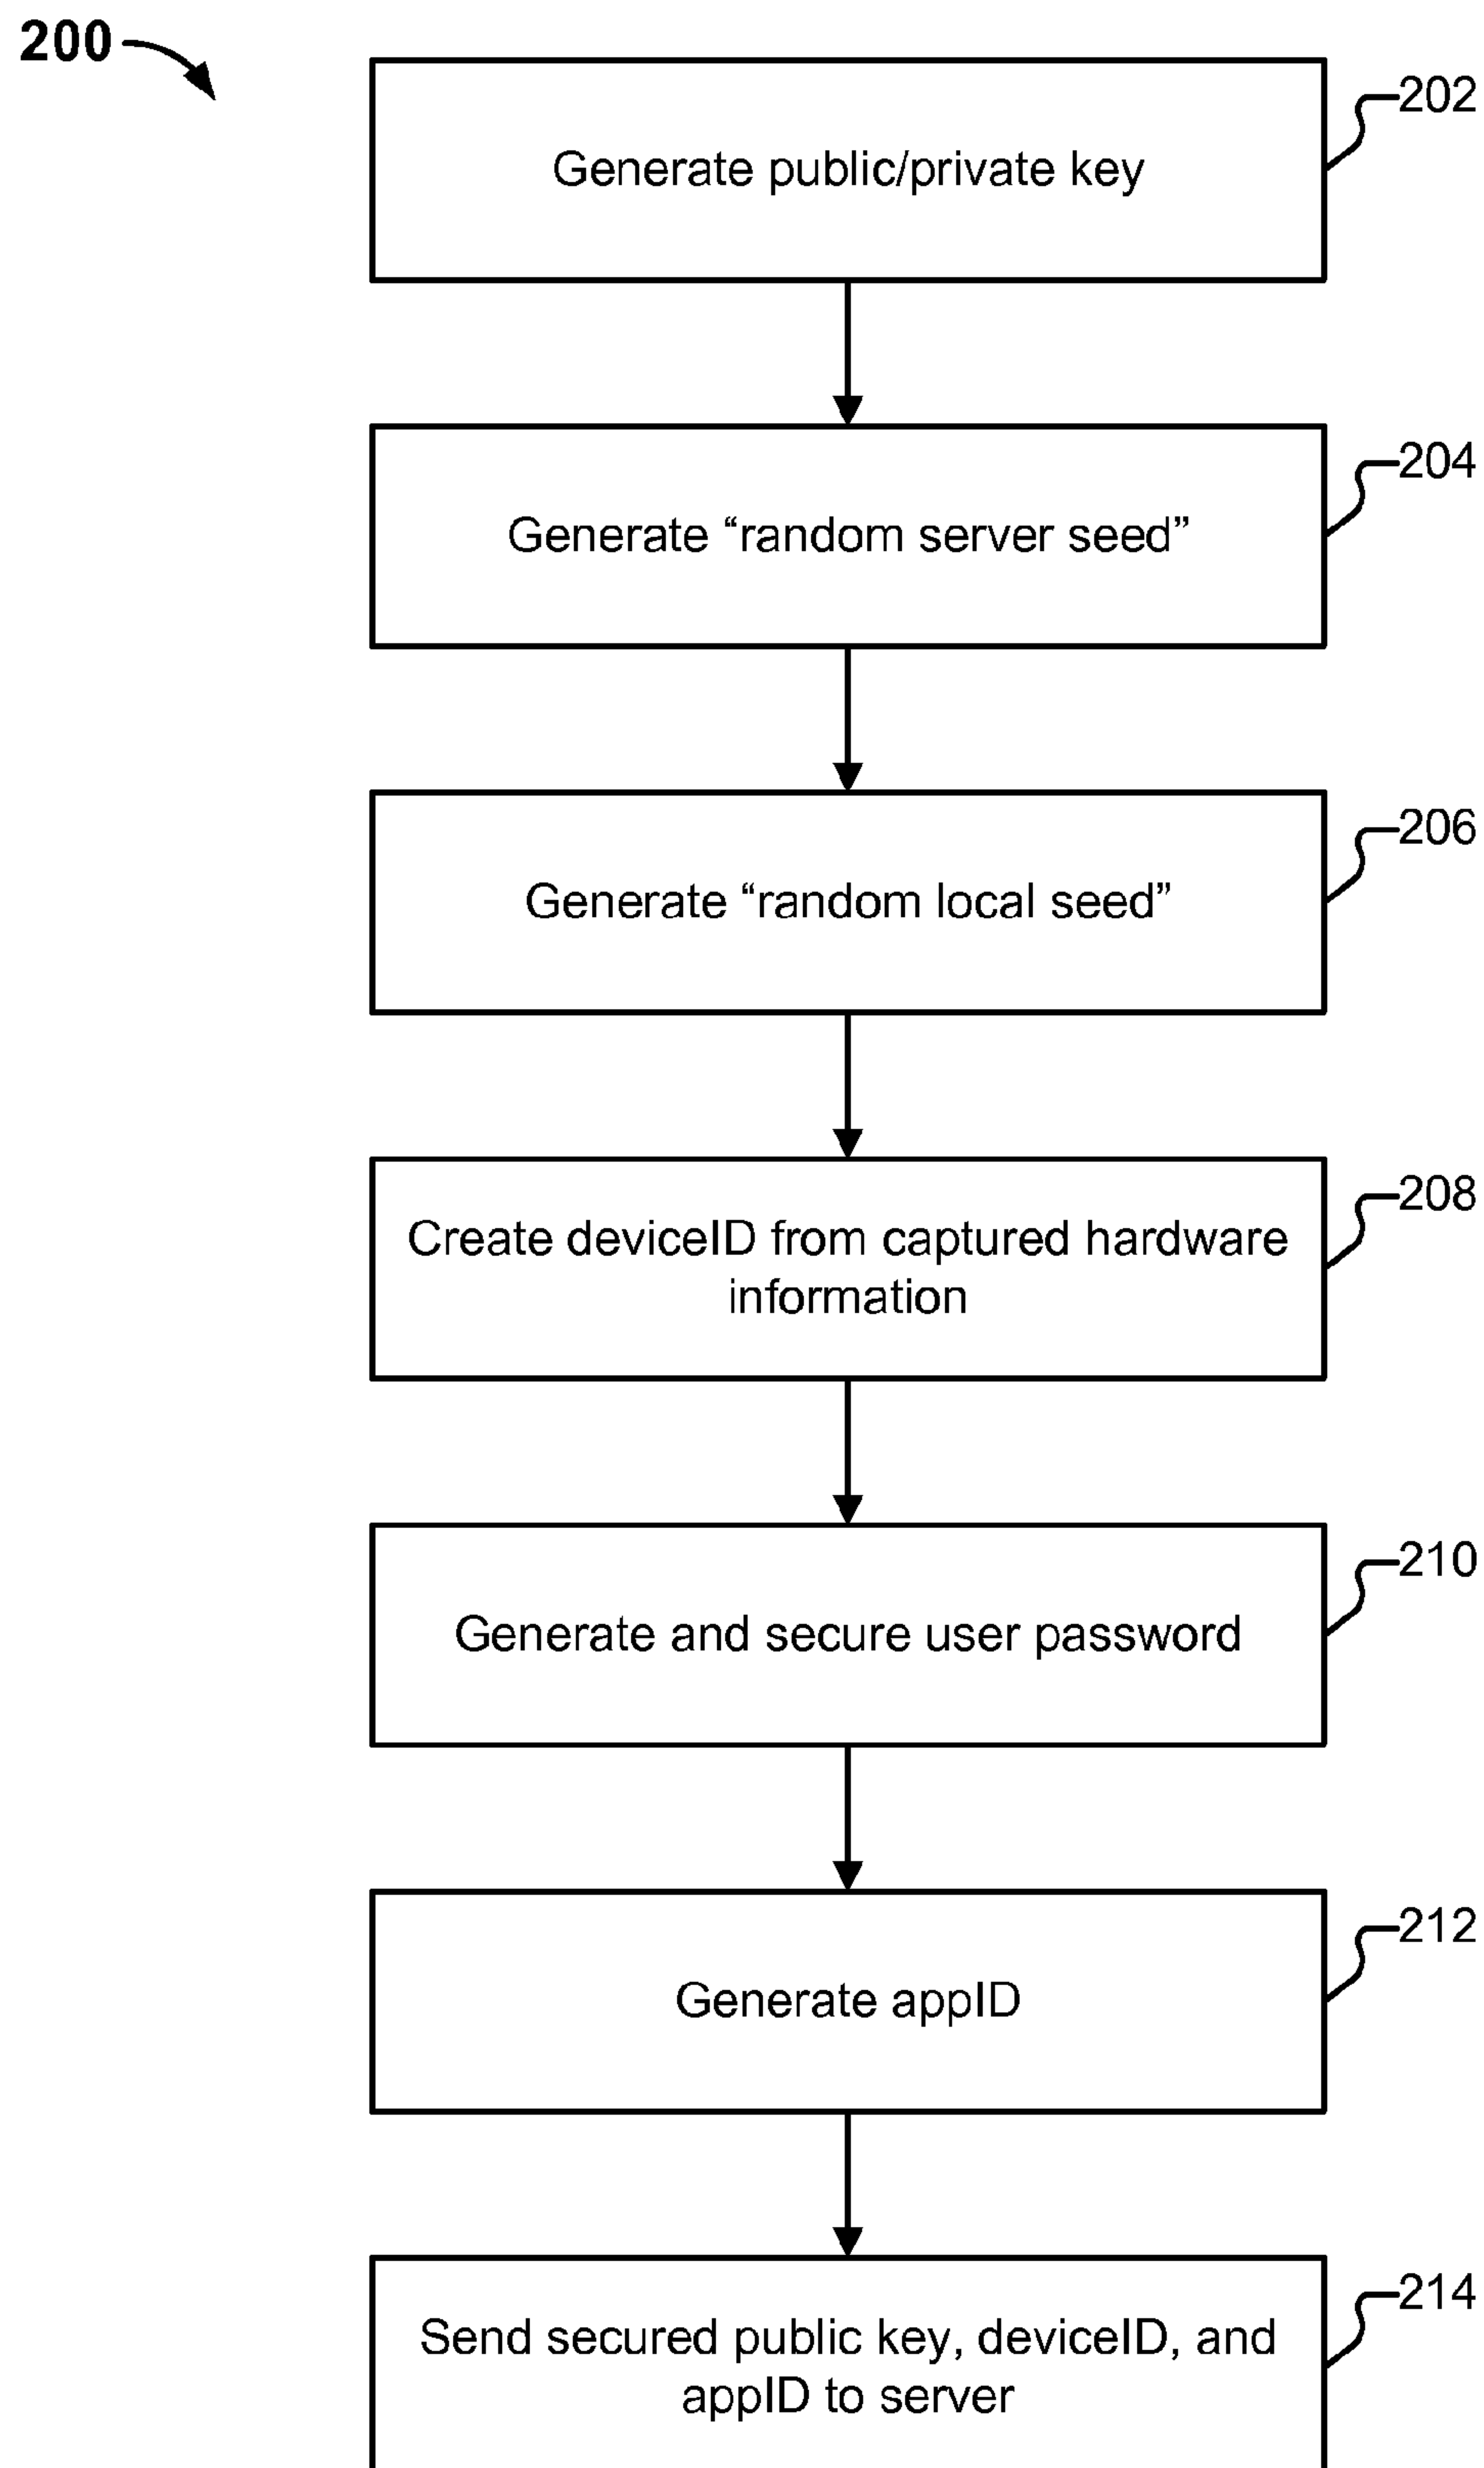 200
202
Generate public/private key
204
Generate “random server seed”
206
Generate “random local seed”
208
Create deviceID from captured hardware
information
210
Generate and secure user password
212
Generate appID
214
Send secured public key, deviceID, and
appID to server